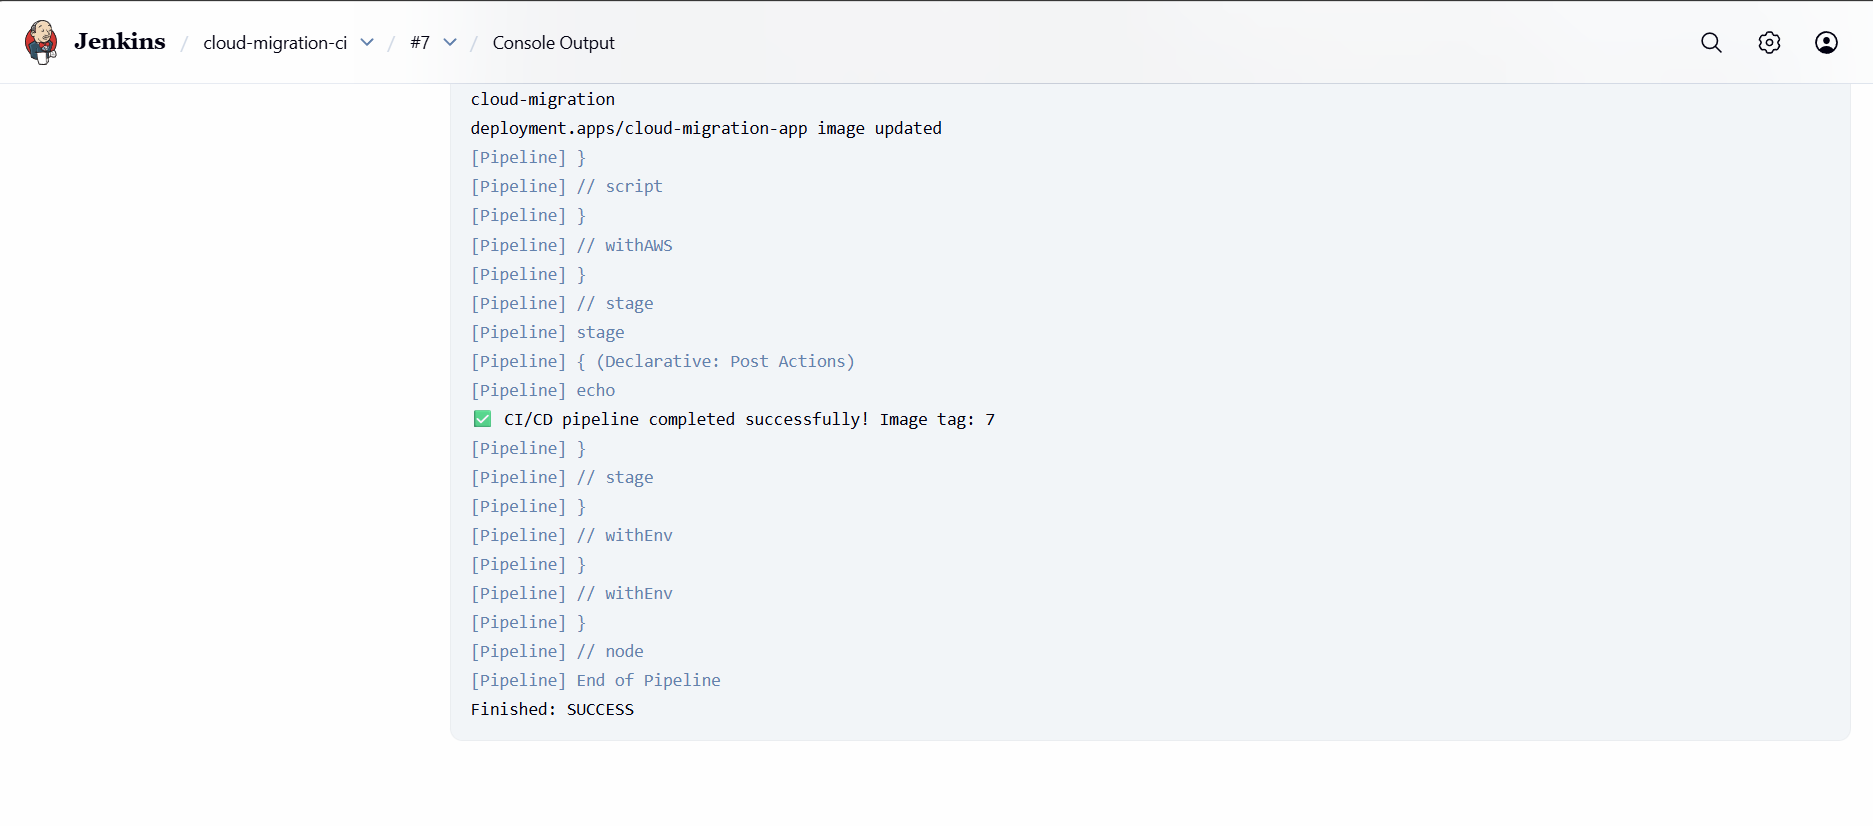 Jenkins / cloud-migration-ci / #7 / Console Output
cloud-migration
deployment.apps/cloud-migration-app image updated
[Pipeline] }
[Pipeline] // script
[Pipeline] }
[Pipeline] // withAWS
[Pipeline] }
[Pipeline] // stage
[Pipeline] stage
[Pipeline] { (Declarative: Post Actions)
[Pipeline] echo
✅ CI/CD pipeline completed successfully! Image tag: 7
[Pipeline] }
[Pipeline] // stage
[Pipeline] }
[Pipeline] // withEnv
[Pipeline] }
[Pipeline] // withEnv
[Pipeline] }
[Pipeline] // node
[Pipeline] End of Pipeline
Finished: SUCCESS